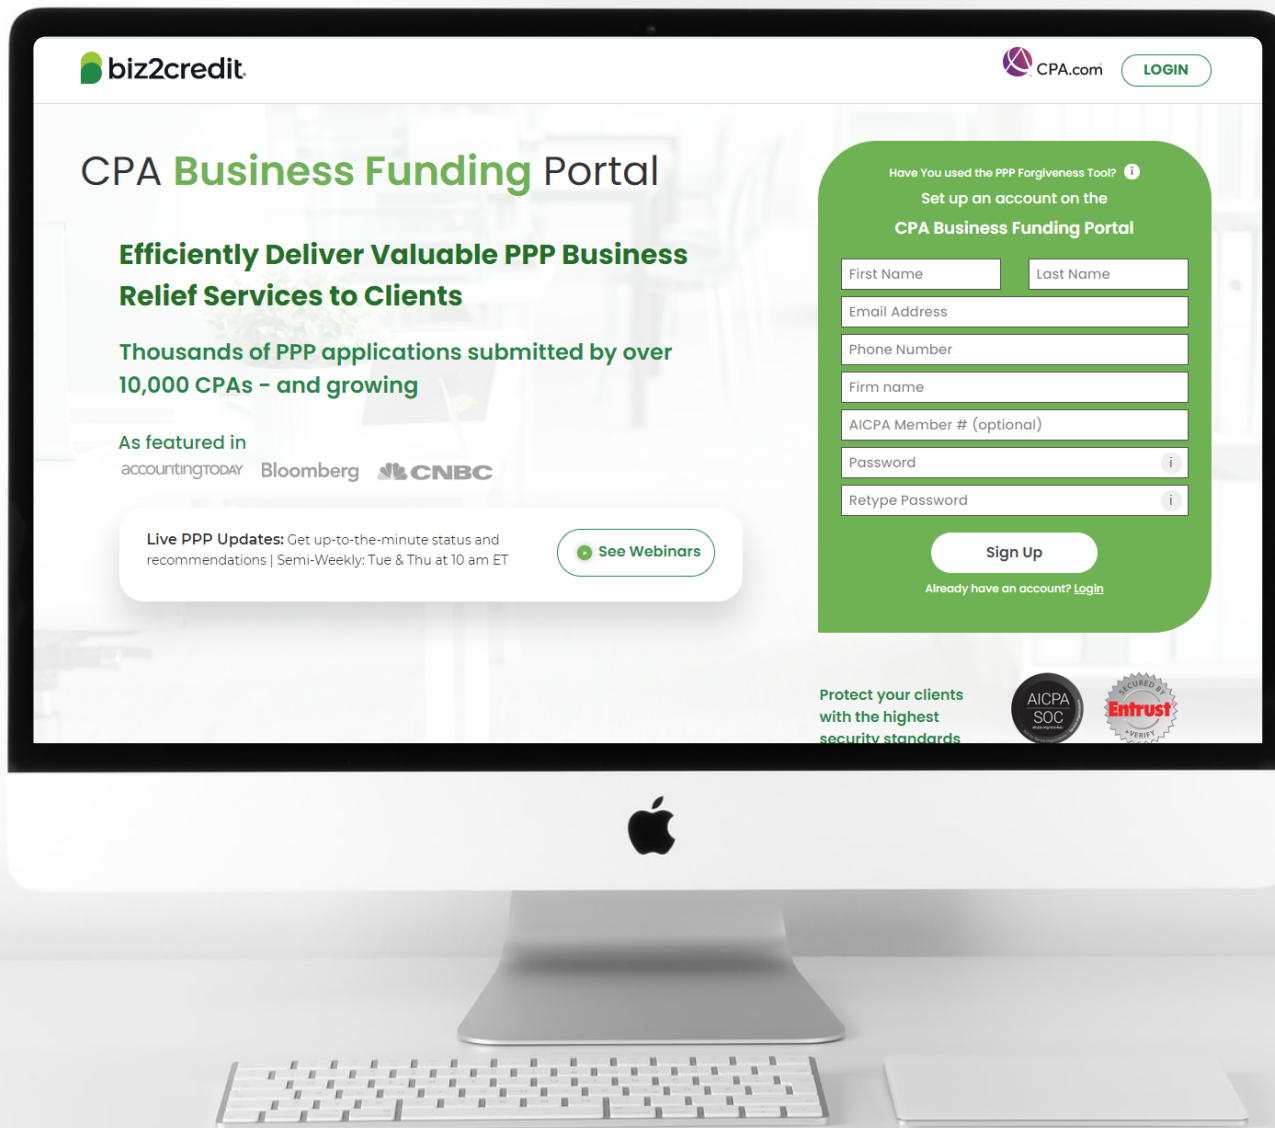 biz2credit
CPA.com
LOGIN
CPA Business Funding Portal
Efficiently Deliver Valuable PPP Business
Relief Services to Clients
Thousands of PPP applications submitted by over
10,000 CPAs - and growing
As featured in
accountingTODAY Bloomberg CNBC
Live PPP Updates: Get up-to-the-minute status and
recommendations | Semi-Weekly: Tue & Thu at 10 am ET
See Webinars
Have You used the PPP Forgiveness Tool? i
Set up an account on the
CPA Business Funding Portal
First Name
Last Name
Email Address
Phone Number
Firm name
AICPA Member # (optional)
Password i
Retype Password i
Sign Up
Already have an account? Login
Protect your clients
with the highest
security standards
AICPA
SOC
SECURED BY
Entrust
VERIFY